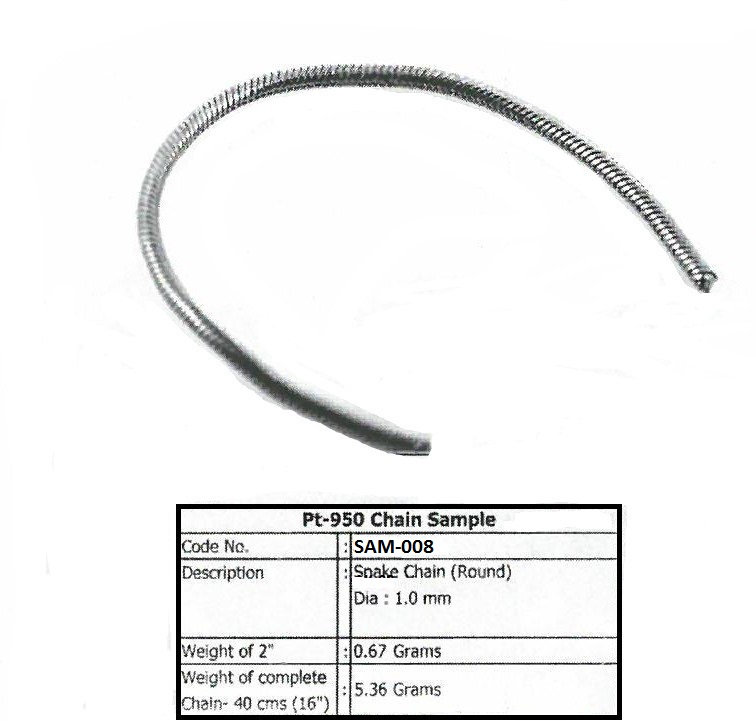 Pt-950 Chain Sample
Code No. : SAM-008
Description : Snake Chain (Round)
Dia : 1.0 mm
Weight of 2" : 0.67 Grams
Weight of complete
Chain- 40 cms (16") : 5.36 Grams